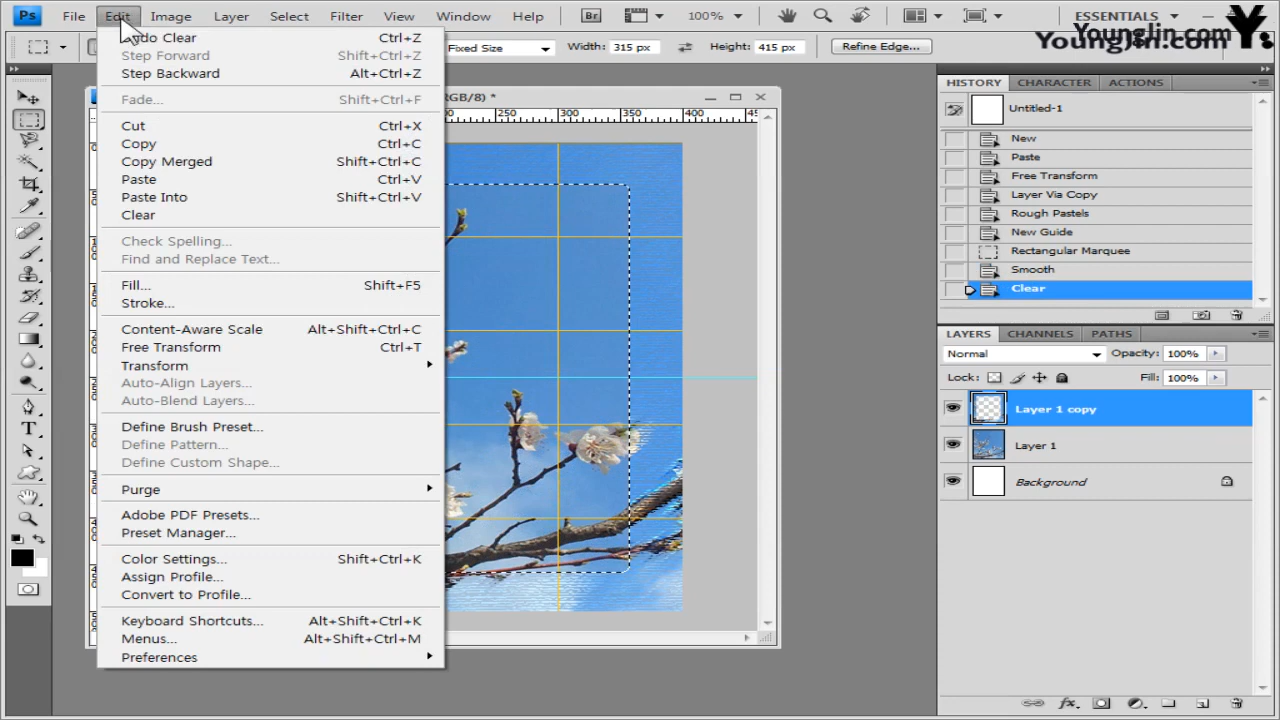 Ps File Edit Image Layer Select Filter View Window Help Br 100% ESSENTIALS
YoungJin.com
YoungJin.com
Fixed Size Width: 315 px Height: 415 px Refine Edge...
Undo Clear Ctrl+Z
Step Forward Shift+Ctrl+Z
Step Backward Alt+Ctrl+Z
Fade... Shift+Ctrl+F
Cut Ctrl+X
Copy Ctrl+C
Copy Merged Shift+Ctrl+C
Paste Ctrl+V
Paste Into Shift+Ctrl+V
Clear
Check Spelling...
Find and Replace Text...
Fill... Shift+F5
Stroke...
Content-Aware Scale Alt+Shift+Ctrl+C
Free Transform Ctrl+T
Transform
Auto-Align Layers...
Auto-Blend Layers...
Define Brush Preset...
Define Pattern...
Define Custom Shape...
Purge
Adobe PDF Presets...
Preset Manager...
Color Settings... Shift+Ctrl+K
Assign Profile...
Convert to Profile...
Keyboard Shortcuts... Alt+Shift+Ctrl+K
Menus... Alt+Shift+Ctrl+M
Preferences
RGB/8) *
250 300 350 400
HISTORY CHARACTER ACTIONS
Untitled-1
New
Paste
Free Transform
Layer Via Copy
Rough Pastels
New Guide
Rectangular Marquee
Smooth
Clear
LAYERS CHANNELS PATHS
Normal Opacity: 100%
Lock: Fill: 100%
Layer 1 copy
Layer 1
Background